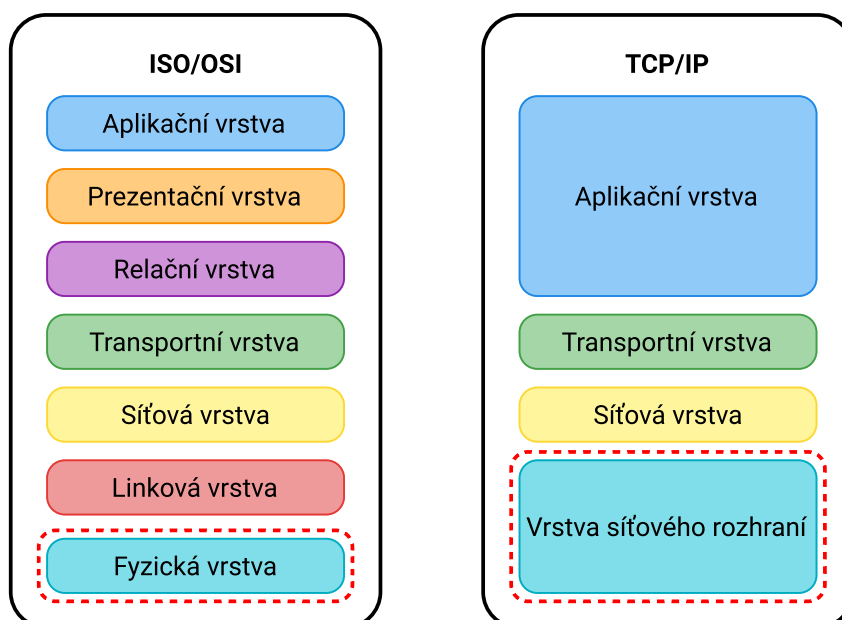 ISO/OSI
Aplikační vrstva
Prezentační vrstva
Relační vrstva
Transportní vrstva
Síťová vrstva
Linková vrstva
Fyzická vrstva
TCP/IP
Aplikační vrstva
Transportní vrstva
Síťová vrstva
Vrstva síťového rozhraní